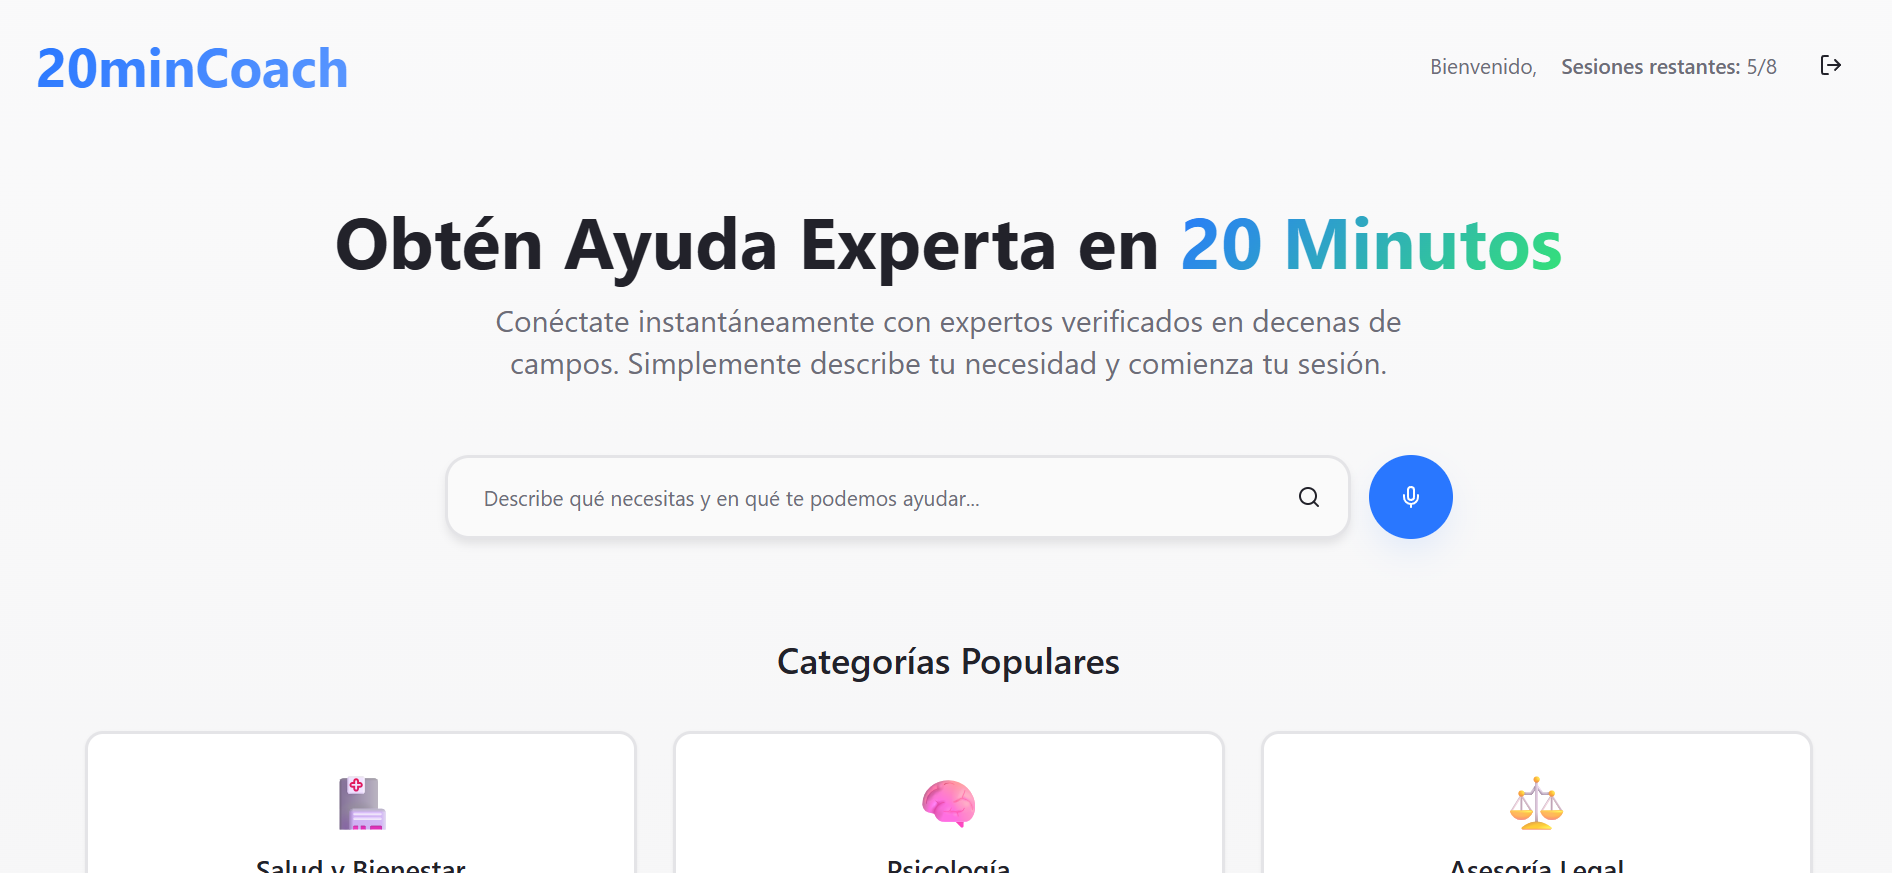 20minCoach
Bienvenido, Sesiones restantes: 5/8
Obtén Ayuda Experta en 20 Minutos
Conéctate instantáneamente con expertos verificados en decenas de
campos. Simplemente describe tu necesidad y comienza tu sesión.
Describe qué necesitas y en qué te podemos ayudar...
Categorías Populares
Salud y Bienestar
Psicología
Asesoría Legal